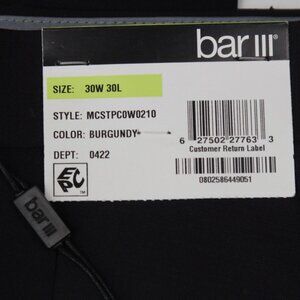 bar III
SIZE: 30W 30L
STYLE: MCSTPC0W0210
COLOR: BURGUNDY
DEPT: 0422
EPC
6 27502 27763 3
Customer Return Label
0802586449051
bar III